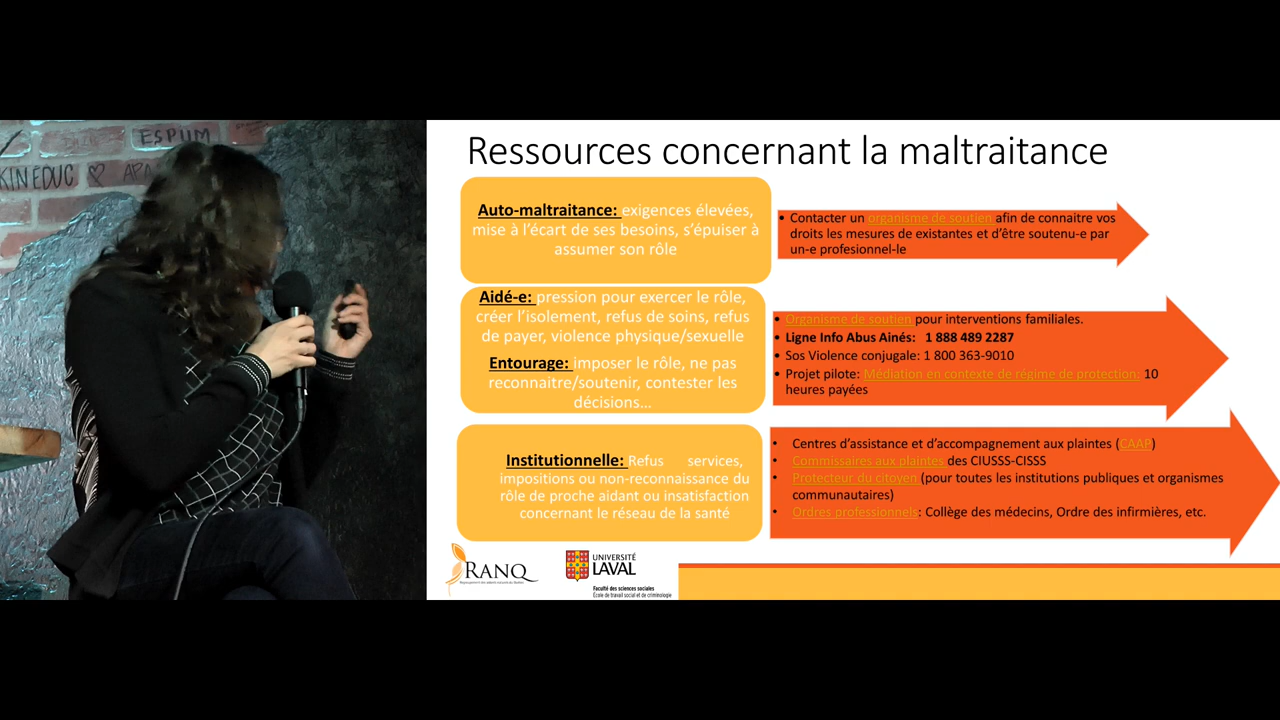 ESPUM
KINEDUC
Ressources concernant la maltraitance
Auto-maltraitance: exigences élevées,
mise à l'écart de ses besoins, s'épuiser à
assumer son rôle
• Contacter un organisme de soutien afin de connaitre vos
droits les mesures de existantes et d'être soutenu-e par
un-e profesionnel-le
Aidé-e: pression pour exercer le rôle,
créer l'isolement, refus de soins, refus
de payer, violence physique/sexuelle
Entourage: imposer le rôle, ne pas
reconnaitre/soutenir, contester les
décisions...
• Organisme de soutien pour interventions familiales.
• Ligne Info Abus Ainés: 1 888 489 2287
• Sos Violence conjugale: 1 800 363-9010
• Projet pilote: Médiation en contexte de régime de protection: 10
heures payées
Institutionnelle: Refus services,
impositions ou non-reconnaissance du
rôle de proche aidant ou insatisfaction
concernant le réseau de la santé
• Centres d'assistance et d'accompagnement aux plaintes (CAAP)
• Commissaires aux plaintes des CIUSSS-CISSS
• Protecteur du citoyen (pour toutes les institutions publiques et organismes
communautaires)
• Ordres professionnels: Collège des médecins, Ordre des infirmières, etc.
RANQ
Regroupement des aidants naturels du Québec
UNIVERSITÉ
LAVAL
Faculté des sciences sociales
École de travail social et de criminologie